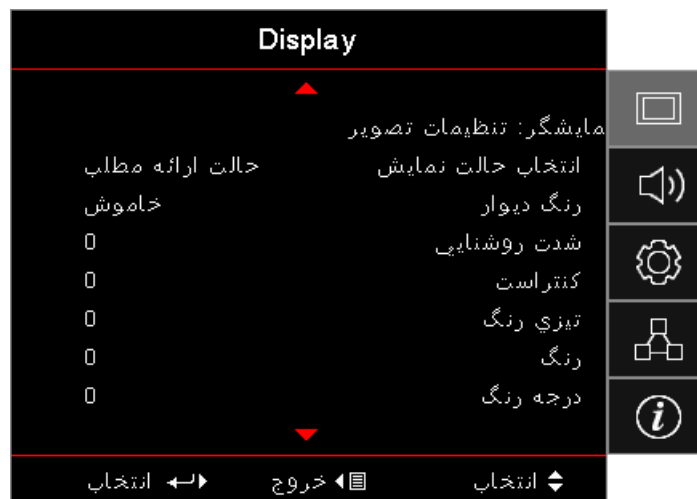 Display
مایشگر: تنظیمات تصویر
انتخاب حالت نمایش حالت ارائه مطلب
رنگ دیوار خاموش
شدت روشنایی 0
کنتراست 0
تیزي رنگ 0
رنگ 0
درجه رنگ 0
انتخاب خروج انتخاب